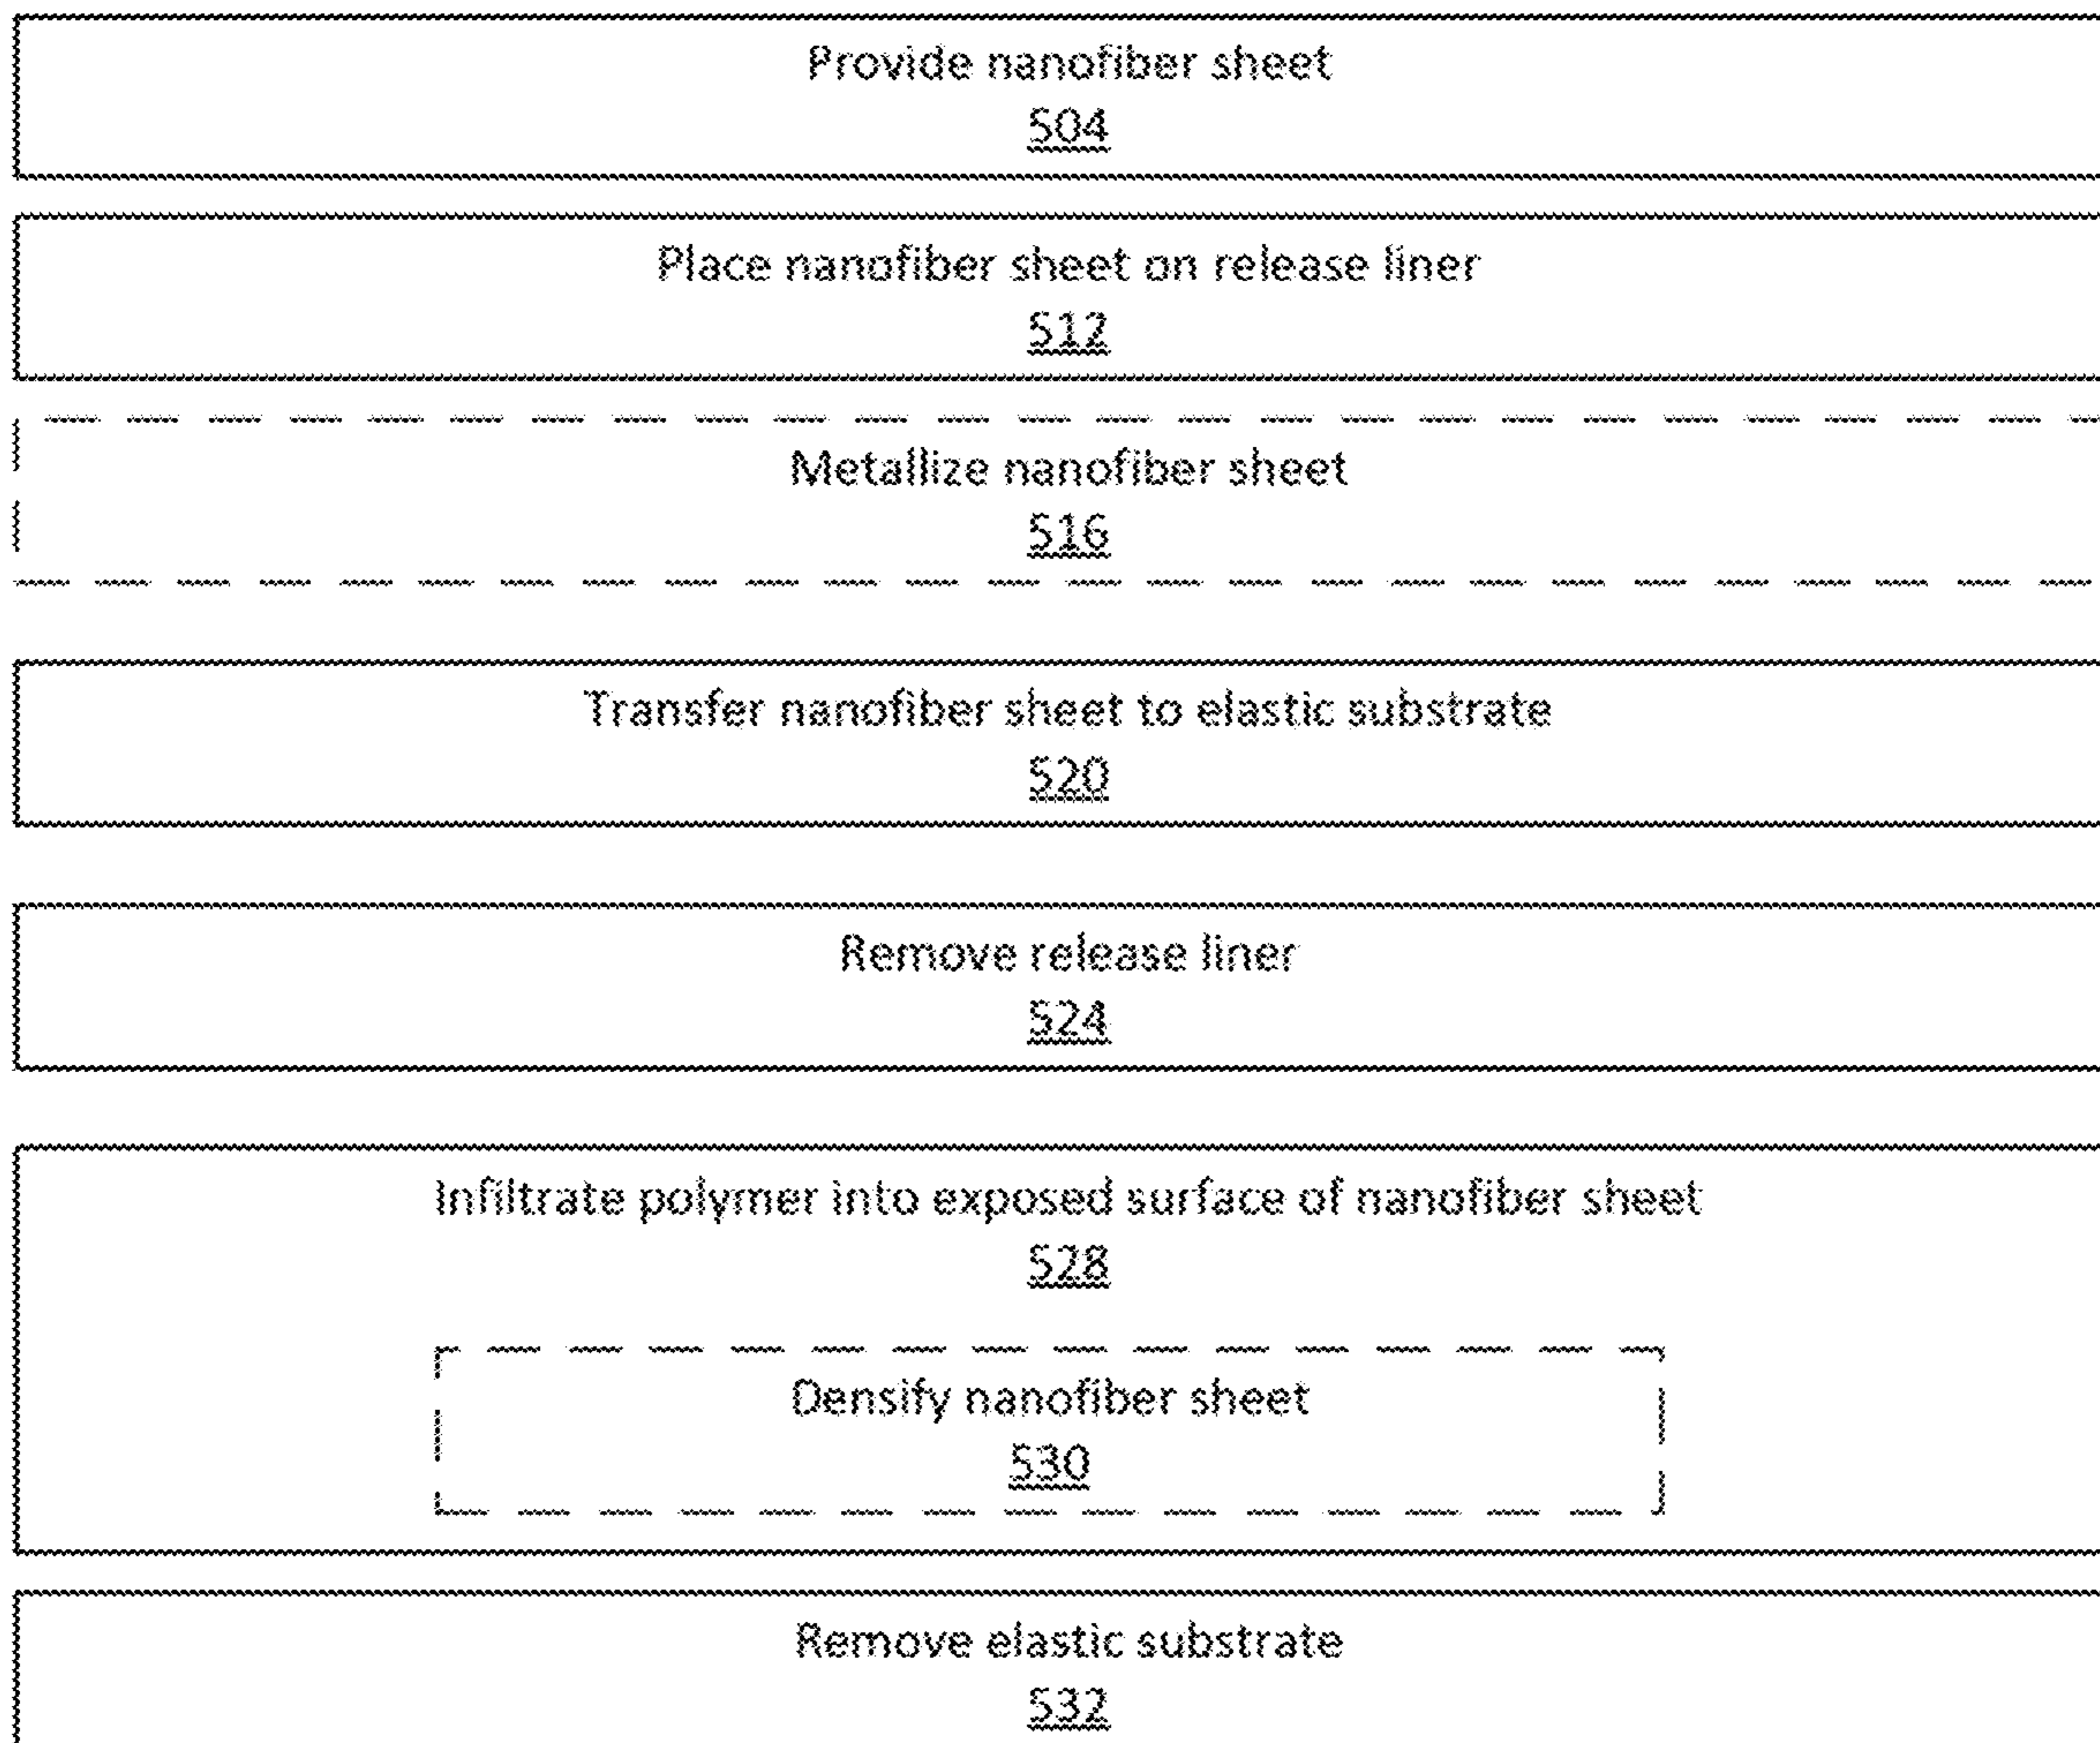 Provide nanofiber sheet
504
Place nanofiber sheet on release liner
512
Metallize nanofiber sheet
516
Transfer nanofiber sheet to elastic substrate
520
Remove release liner
524
Infiltrate polymer into exposed surface of nanofiber sheet
528
Densify nanofiber sheet
530
Remove elastic substrate
532